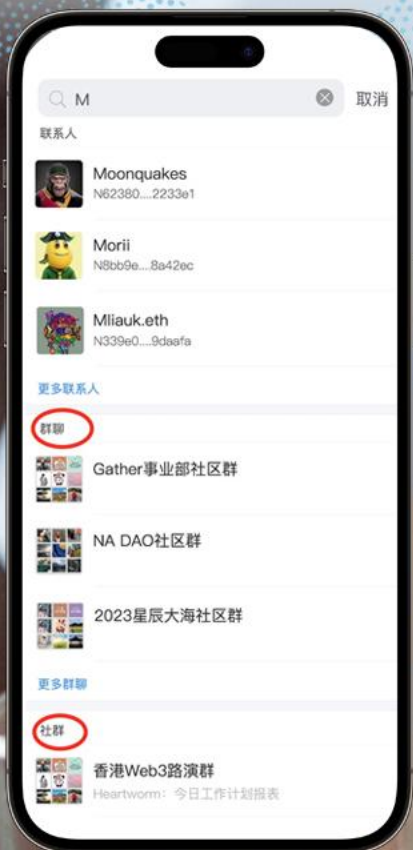 M
取消
联系人
Moonquakes
N62380....2233e1
Morii
N8bb9e....8a42ec
Mliauk.eth
N339e0....9daafa
更多联系人
群聊
Gather事业部社区群
NA DAO社区群
2023星辰大海社区群
更多群聊
社群
香港Web3路演群
Heartworm：今日工作计划报表